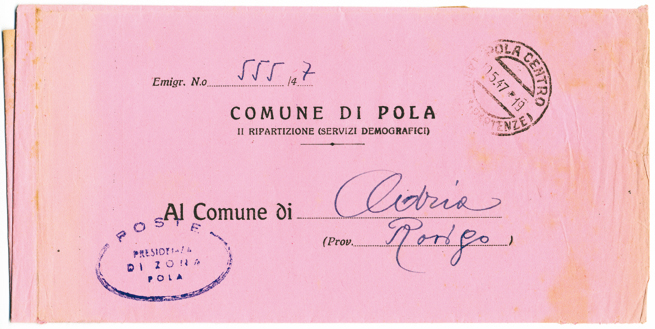 Emigr. N.o 555 /47
COMUNE DI POLA
II RIPARTIZIONE (SERVIZI DEMOGRAFICI)
Al Comune di Adria
(Prov. Rovigo)
POLA CENTRO
5.47*19
POSTE
PRESIDENZA
DI ZONA
POLA